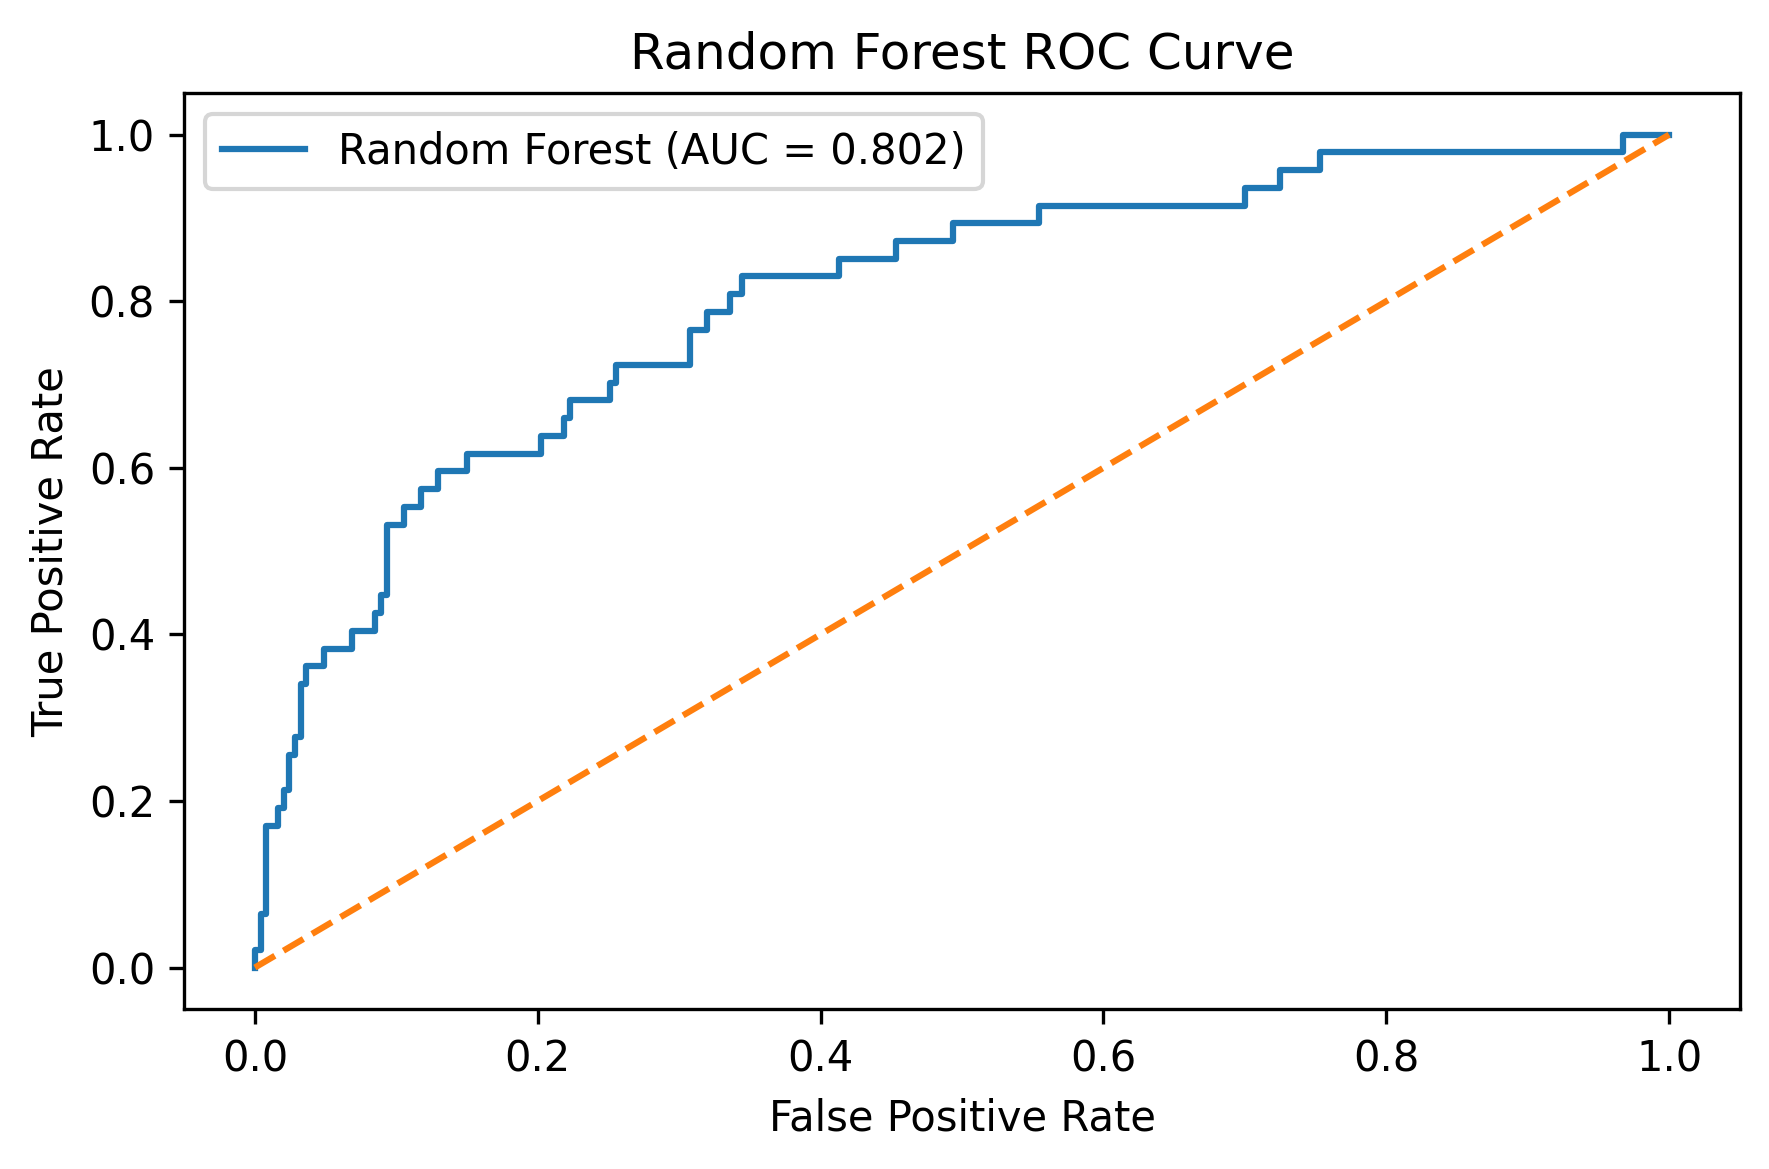 Random Forest ROC Curve
Random Forest (AUC = 0.802)
True Positive Rate
1.0
0.8
0.6
0.4
0.2
0.0
0.0 0.2 0.4 0.6 0.8 1.0
False Positive Rate